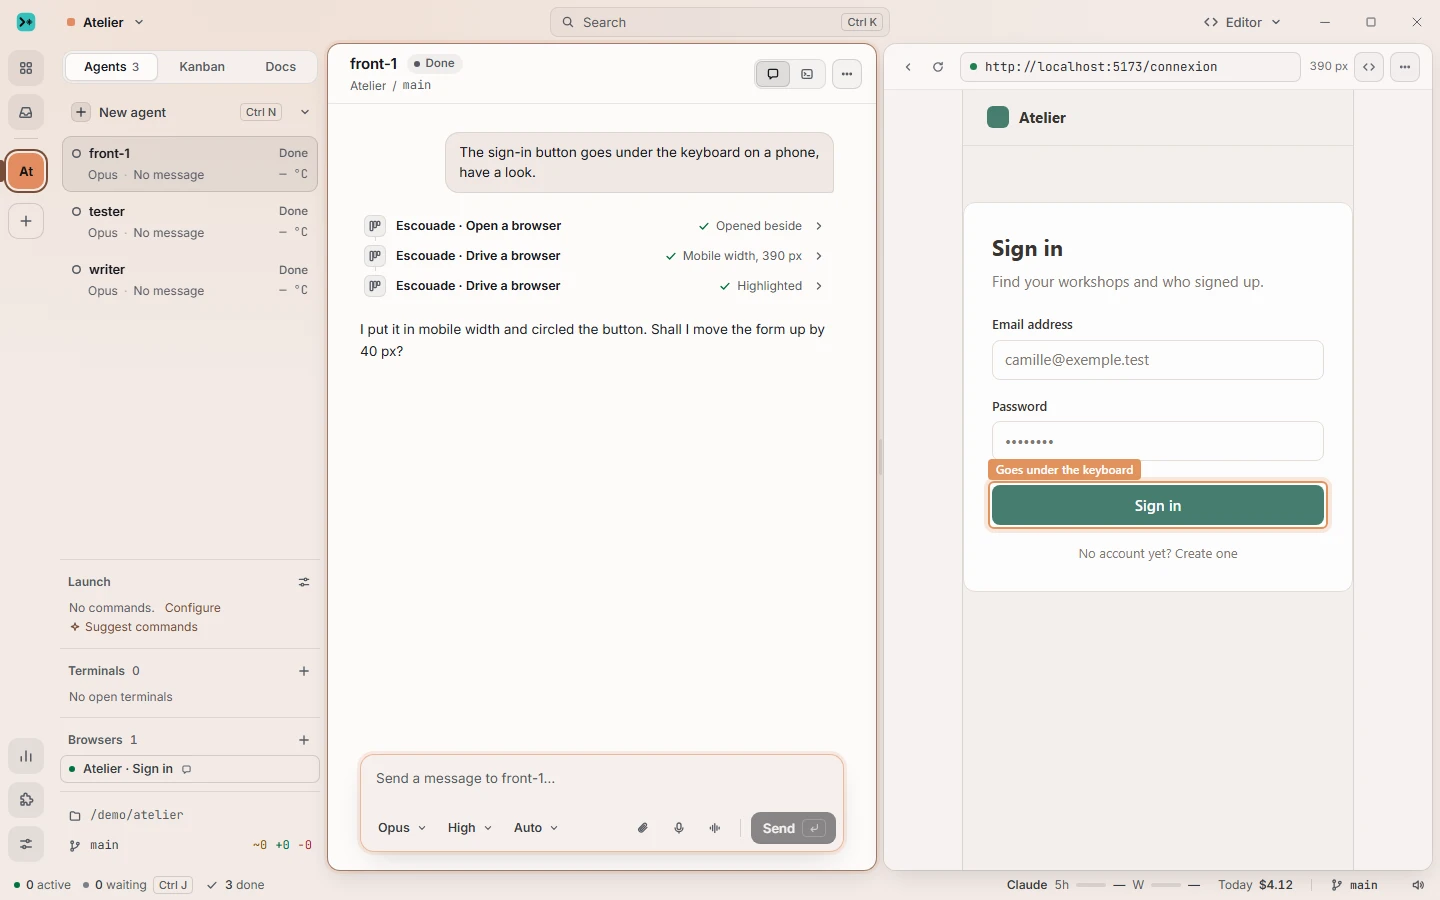 Atelier
Search
Ctrl K
Editor
Agents 3
Kanban
Docs
New agent
Ctrl N
At
front-1
Done
Opus · No message
– °C
tester
Done
Opus · No message
– °C
writer
Done
Opus · No message
– °C
Launch
No commands. Configure
Suggest commands
Terminals 0
No open terminals
Browsers 1
Atelier · Sign in
/demo/atelier
main
~0 +0 -0
front-1
Done
Atelier / main
The sign-in button goes under the keyboard on a phone,
have a look.
Escouade · Open a browser
Opened beside
Escouade · Drive a browser
Mobile width, 390 px
Escouade · Drive a browser
Highlighted
I put it in mobile width and circled the button. Shall I move the form up by
40 px?
Send a message to front-1...
Opus
High
Auto
Send
http://localhost:5173/connexion
390 px
Atelier
Sign in
Find your workshops and who signed up.
Email address
camille@exemple.test
Password
••••••••
Goes under the keyboard
Sign in
No account yet? Create one
0 active
0 waiting
Ctrl J
3 done
Claude 5h — W —
Today $4.12
main